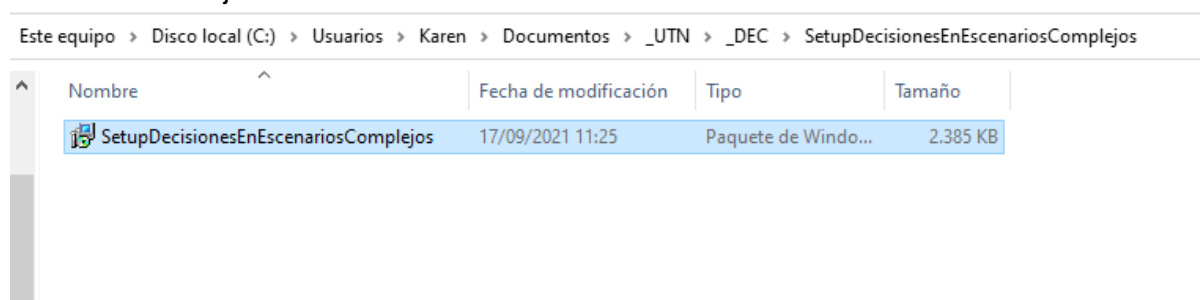 Este equipo > Disco local (C:) > Usuarios > Karen > Documentos > _UTN > _DEC > SetupDecisionesEnEscenariosComplejos
Nombre Fecha de modificación Tipo Tamaño
SetupDecisionesEnEscenariosComplejos 17/09/2021 11:25 Paquete de Windo... 2.385 KB